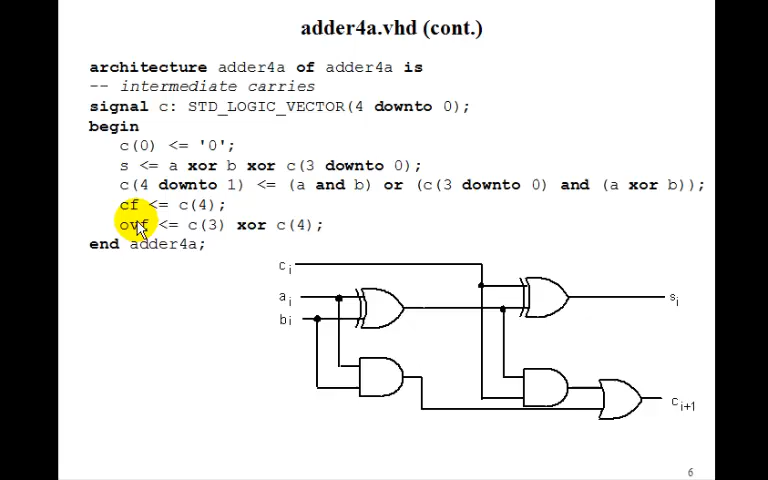 adder4a.vhd (cont.)
architecture adder4a of adder4a is
-- intermediate carries
signal c: STD_LOGIC_VECTOR(4 downto 0);
begin
c(0) <= '0';
s <= a xor b xor c(3 downto 0);
c(4 downto 1) <= (a and b) or (c(3 downto 0) and (a xor b));
cf <= c(4);
ovf <= c(3) xor c(4);
end adder4a;
ci
ai
bi
si
ci+1
6